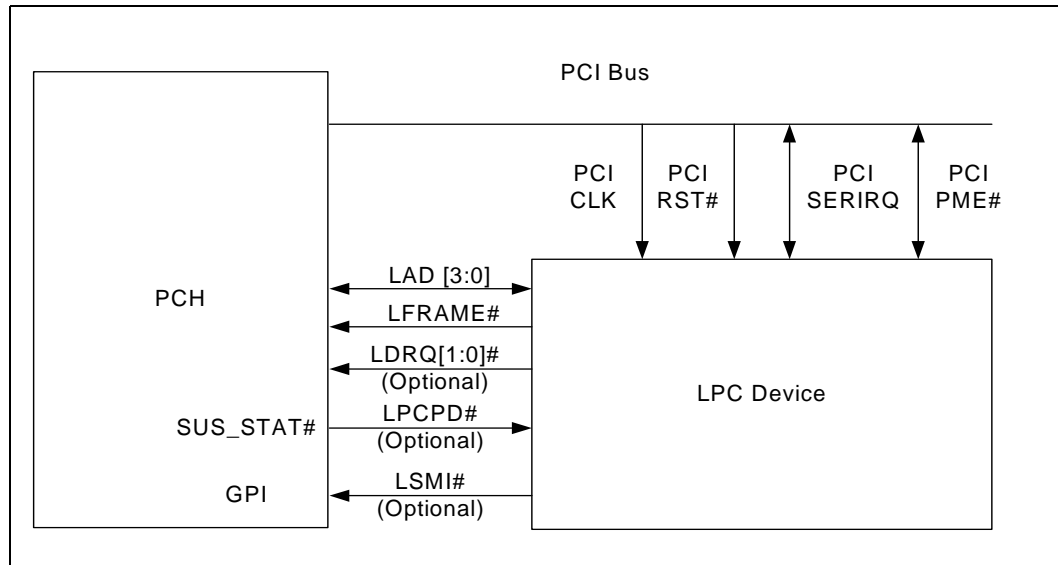 PCI Bus
PCI
CLK
PCI
RST#
PCI
SERIRQ
PCI
PME#
LAD [3:0]
PCH
LFRAME#
LDRQ[1:0]#
(Optional)
LPC Device
SUS_STAT#
LPCPD#
(Optional)
GPI
LSMI#
(Optional)